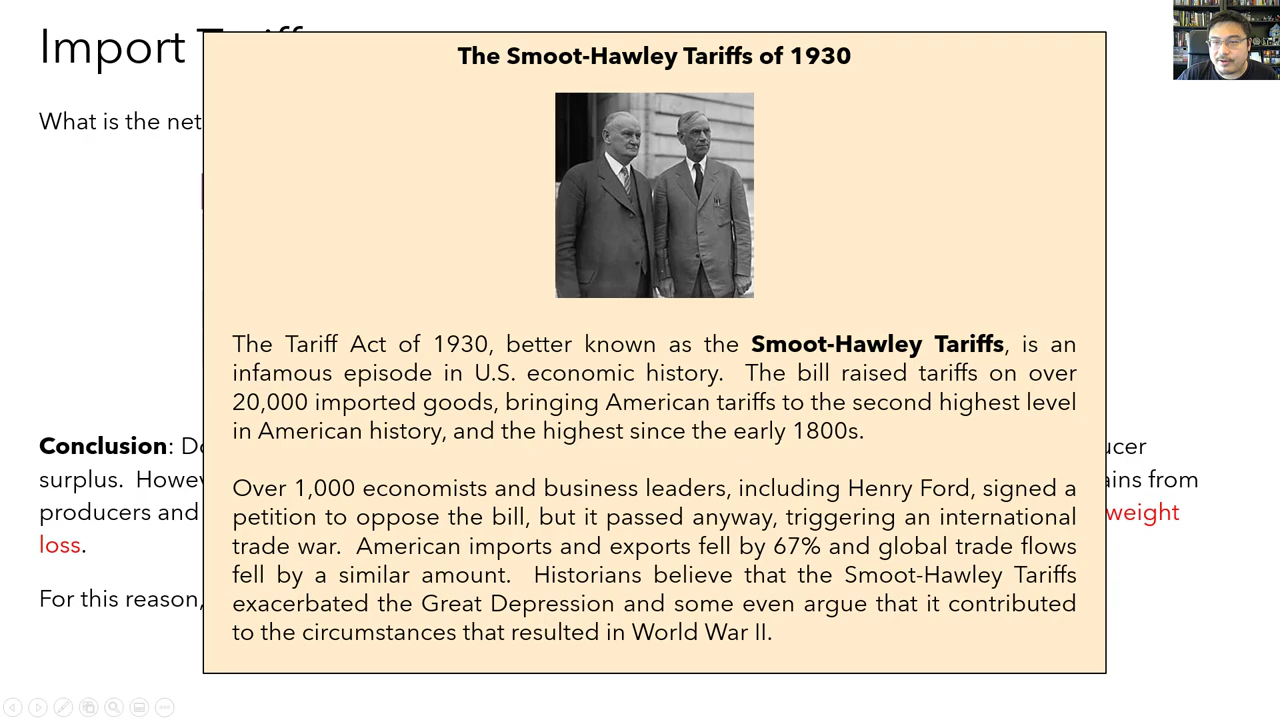 Import
The Smoot-Hawley Tariffs of 1930
What is the net
The Tariff Act of 1930, better known as the Smoot-Hawley Tariffs, is an
infamous episode in U.S. economic history. The bill raised tariffs on over
20,000 imported goods, bringing American tariffs to the second highest level
in American history, and the highest since the early 1800s.
Over 1,000 economists and business leaders, including Henry Ford, signed a
petition to oppose the bill, but it passed anyway, triggering an international
trade war. American imports and exports fell by 67% and global trade flows
fell by a similar amount. Historians believe that the Smoot-Hawley Tariffs
exacerbated the Great Depression and some even argue that it contributed
to the circumstances that resulted in World War II.
Conclusion:
surplus.
producers and
weight
loss.
For this reason,